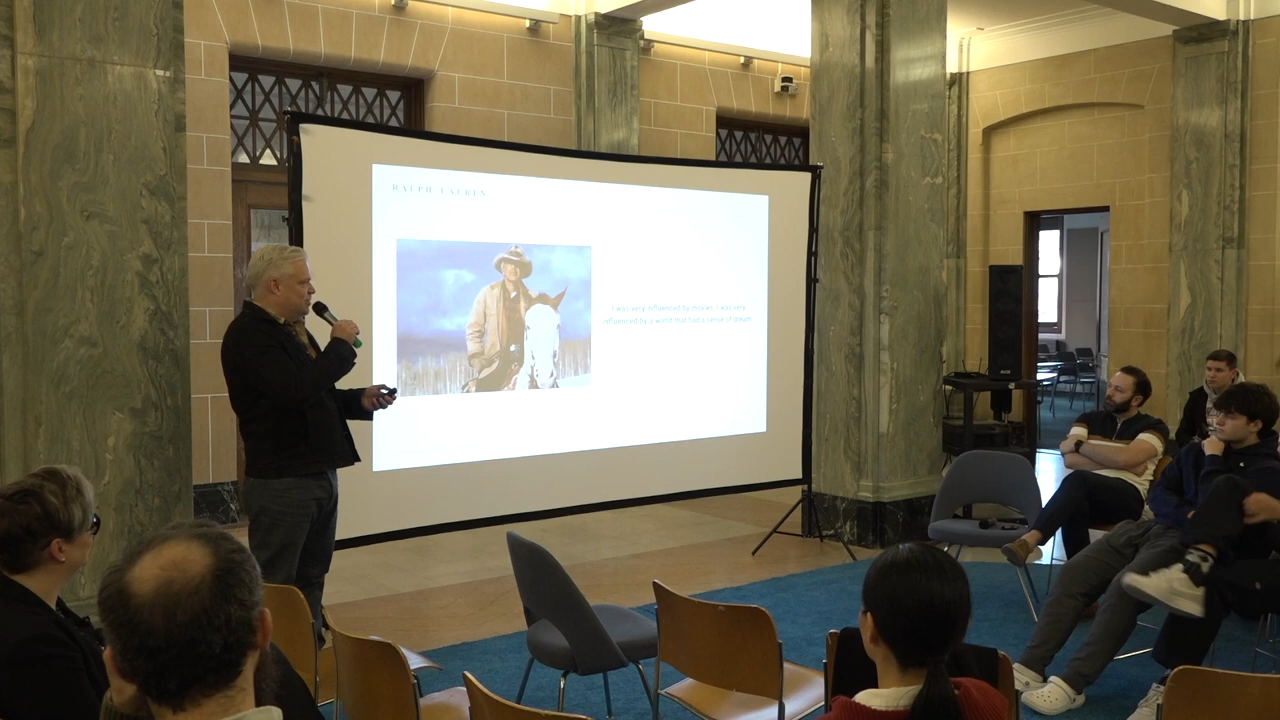 RALPH LAUREN
I was very influenced by movies. I was very
influenced by a world that had a sense of dream.